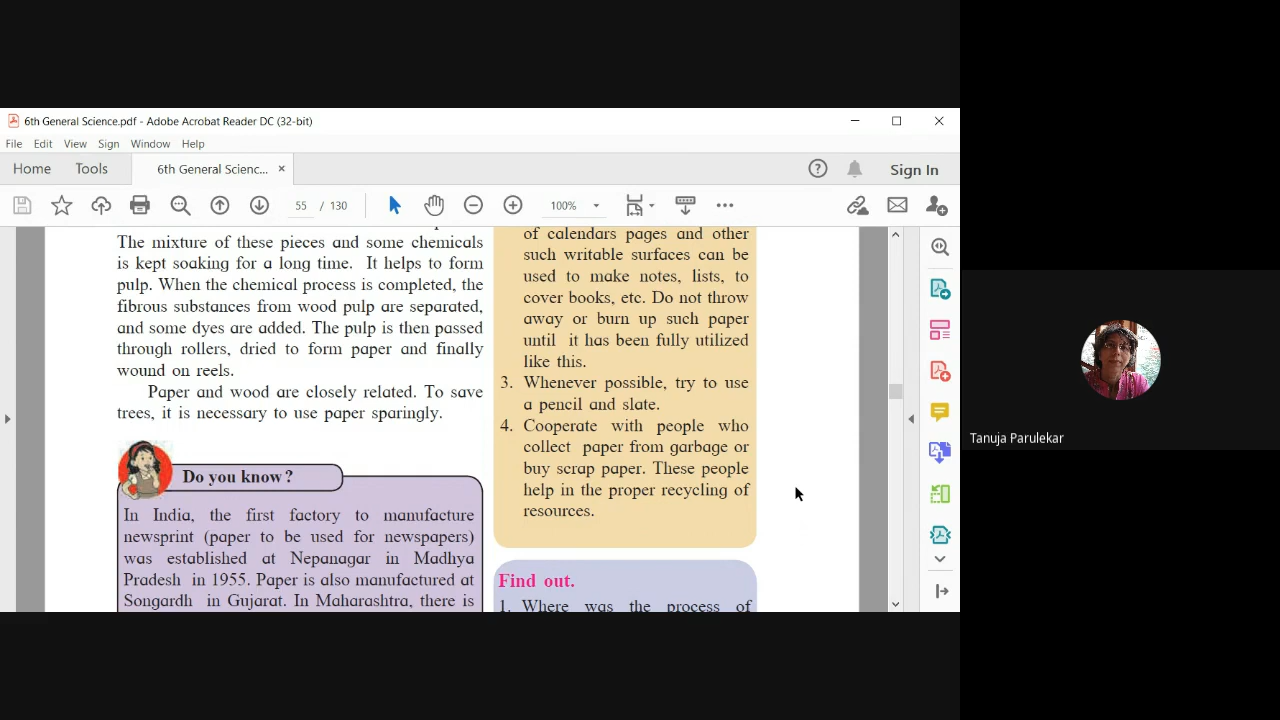 6th General Science.pdf - Adobe Acrobat Reader DC (32-bit)
File Edit View Sign Window Help
Home Tools 6th General Scienc... × Sign In
55 / 130 100%
The mixture of these pieces and some chemicals
is kept soaking for a long time. It helps to form
pulp. When the chemical process is completed, the
fibrous substances from wood pulp are separated,
and some dyes are added. The pulp is then passed
through rollers, dried to form paper and finally
wound on reels.
Paper and wood are closely related. To save
trees, it is necessary to use paper sparingly.
Do you know?
In India, the first factory to manufacture
newsprint (paper to be used for newspapers)
was established at Nepanagar in Madhya
Pradesh in 1955. Paper is also manufactured at
Songardh in Gujarat. In Maharashtra, there is
of calendars pages and other
such writable surfaces can be
used to make notes, lists, to
cover books, etc. Do not throw
away or burn up such paper
until it has been fully utilized
like this.
3. Whenever possible, try to use
a pencil and slate.
4. Cooperate with people who
collect paper from garbage or
buy scrap paper. These people
help in the proper recycling of
resources.
Find out.
1. Where was the process of
Tanuja Parulekar